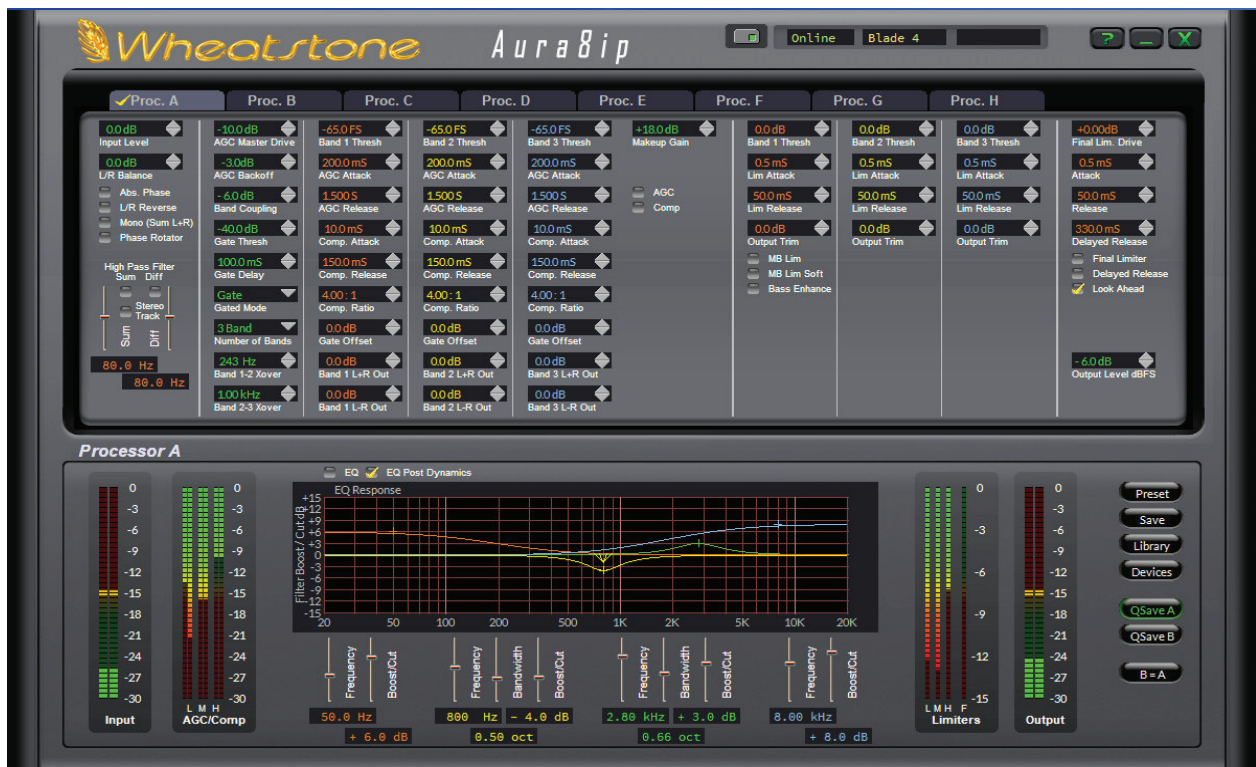 Wheatstone Aura8ip Online Blade 4 ? _ X
Proc. A Proc. B Proc. C Proc. D Proc. E Proc. F Proc. G Proc. H
0.0 dB -10.0 dB -65.0 FS -65.0 FS -65.0 FS +18.0 dB 0.0 dB 0.0 dB 0.0 dB +0.00dB
Input Level AGC Master Drive Band 1 Thresh Band 2 Thresh Band 3 Thresh Makeup Gain Band 1 Thresh Band 2 Thresh Band 3 Thresh Final Lim. Drive
0.0 dB -3.0dB 200.0 mS 200.0 mS 200.0 mS 0.5 mS 0.5 mS 0.5 mS 0.5 mS
L/R Balance AGC Backoff AGC Attack AGC Attack AGC Attack Lim Attack Lim Attack Lim Attack Attack
Abs. Phase - 6.0 dB 1.500 S 1.500 S 1.500 S AGC 50.0 mS 50.0 mS 50.0 mS 50.0 mS
L/R Reverse Band Coupling AGC Release AGC Release AGC Release Comp Lim Release Lim Release Lim Release Release
Mono (Sum L+R) -40.0 dB 10.0 mS 10.0 mS 10.0 mS 0.0 dB 0.0 dB 0.0 dB 330.0 mS
Phase Rotator Gate Thresh Comp. Attack Comp. Attack Comp. Attack Output Trim Output Trim Output Trim Delayed Release
100.0 mS 150.0 mS 150.0 mS 150.0 mS MB Lim Final Limiter
High Pass Filter Gate Delay Comp. Release Comp. Release Comp. Release MB Lim Soft Delayed Release
Sum Diff Gate 4.00 : 1 4.00 : 1 4.00 : 1 Bass Enhance Look Ahead
Stereo Gated Mode Comp. Ratio Comp. Ratio Comp. Ratio
Track 3 Band 0.0 dB 0.0 dB 0.0 dB
Sum Diff Number of Bands Gate Offset Gate Offset Gate Offset
80.0 Hz 243 Hz 0.0 dB 0.0 dB 0.0 dB - 6.0 dB
80.0 Hz Band 1-2 Xover Band 1 L+R Out Band 2 L+R Out Band 3 L+R Out Output Level dBFS
1.00 kHz 0.0 dB 0.0 dB 0.0 dB
Band 2-3 Xover Band 1 L-R Out Band 2 L-R Out Band 3 L-R Out
Processor A
EQ EQ Post Dynamics
0
-3
-6
-9
-12
-15
-18
-21
-24
-27
-30
Input
0
-3
-6
-9
-12
-15
-18
-21
-24
-27
-30
L M H
AGC/Comp
EQ Response
Filter Boost / Cut dB
+15
+12
+9
+6
+3
0
-3
-6
-9
-12
-15
20 50 100 200 500 1K 2K 5K 10K 20K
Frequency Boost/Cut Frequency Bandwidth Boost/Cut Frequency Bandwidth Boost/Cut Frequency Boost/Cut
50.0 Hz 800 Hz - 4.0 dB 2.80 kHz + 3.0 dB 8.00 kHz
+ 6.0 dB 0.50 oct 0.66 oct + 8.0 dB
0
-3
-6
-9
-12
-15
L M H F
Limiters
0
-3
-6
-9
-12
-15
-18
-21
-24
-27
-30
Output
Preset
Save
Library
Devices
QSave A
QSave B
B = A